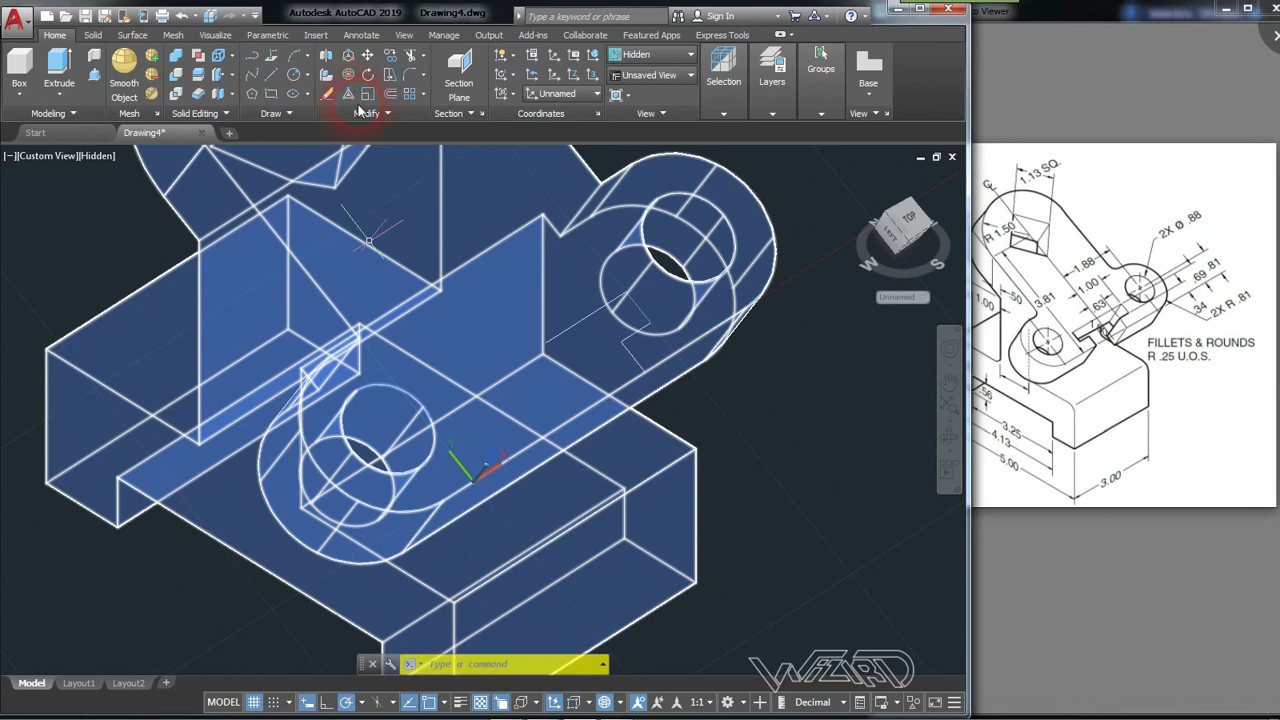 Autodesk AutoCAD 2019 Drawing4.dwg
Type a keyword or phrase
Sign In
to Viewer
Home Solid Surface Mesh Visualize Parametric Insert Annotate View Manage Output Add-ins Collaborate Featured Apps Express Tools
Hidden
Unsaved View
Unnamed
Box
Extrude
Smooth
Object
Section
Plane
Selection
Layers
Groups
Base
Modeling
Mesh
Solid Editing
Draw
Modify
Section
Coordinates
View
View
Start
Drawing4*
[−][Custom View][Hidden]
TOP
LEFT
W
S
Unnamed
Y
X
Type a command
WIZARD
Model Layout1 Layout2
MODEL
1:1
Decimal
1.13 SQ.
R 1.50
2X Ø .88
1.88
1.00
.63
.69
.81
.34
2X R .81
3.81
.50
1.00
FILLETS & ROUNDS
R .25 U.O.S.
.56
3.25
4.13
5.00
3.00